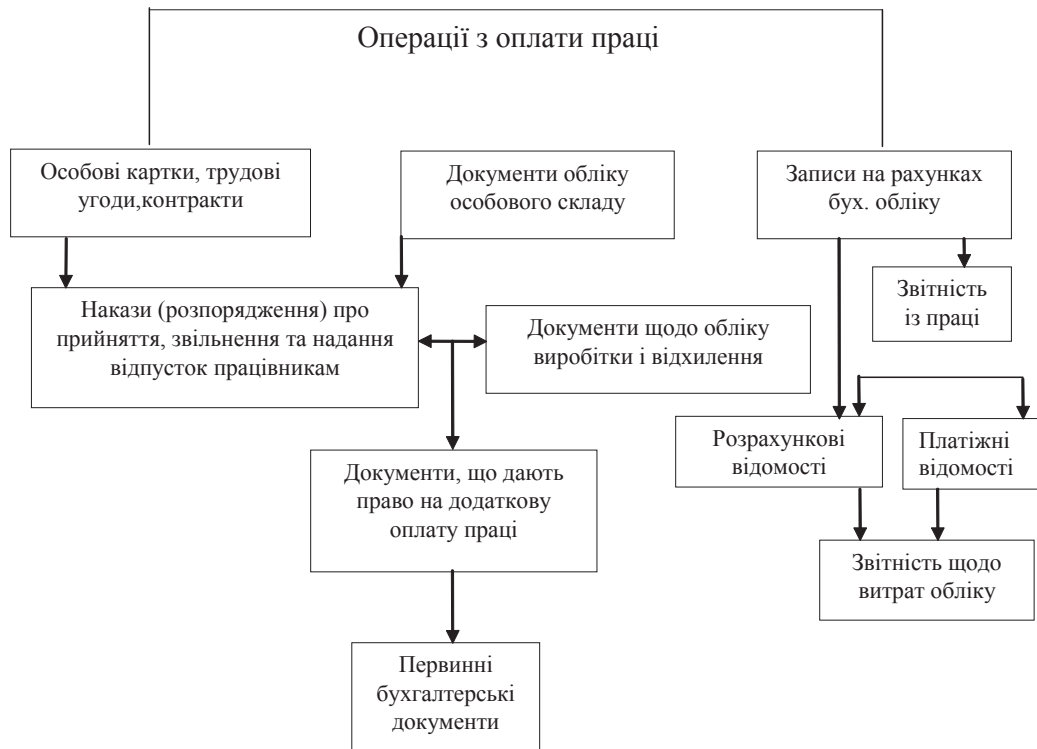 Операції з оплати праці
Особові картки, трудові
угоди,контракти
Документи обліку
особового складу
Записи на рахунках
бух. обліку
Накази (розпорядження) про
прийняття, звільнення та надання
відпусток працівникам
Документи щодо обліку
виробітки і відхилення
Звітність
із праці
Розрахункові
відомості
Платіжні
відомості
Документи, що дають
право на додаткову
оплату праці
Звітність щодо
витрат обліку
Первинні
бухгалтерські
документи